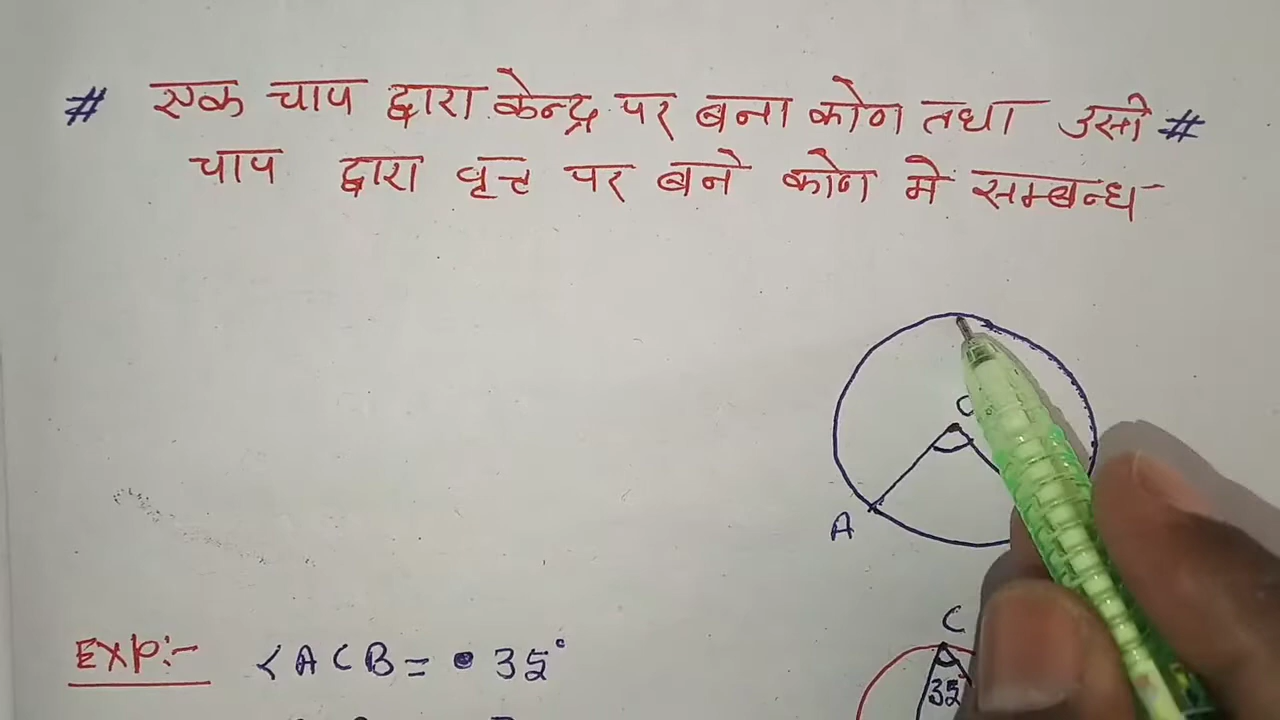 # एक चाप द्वारा केन्द्र पर बना कोण तथा उसी #
चाप द्वारा वृत्त पर बने कोण में सम्बन्ध
A
EXP:-
<ACB = 35°
C
35°